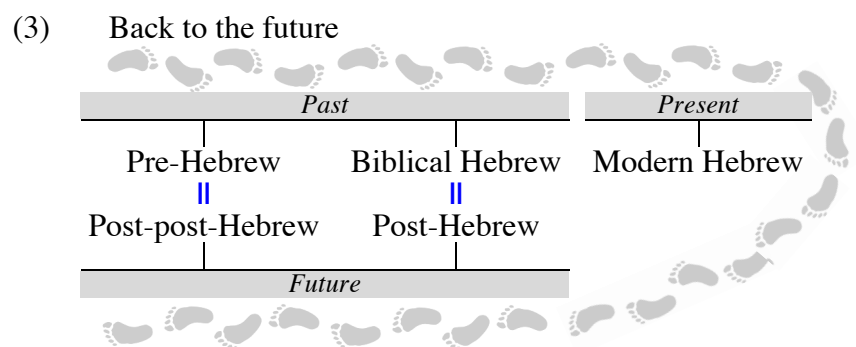 (3) Back to the future
Past Present
Pre-Hebrew Biblical Hebrew Modern Hebrew
Post-post-Hebrew Post-Hebrew
Future